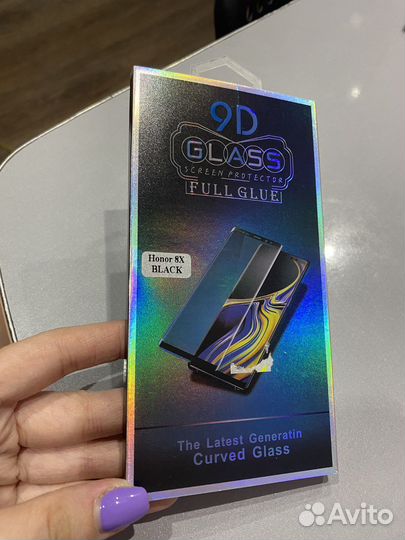 9D
GLASS
SCREEN PROTECTOR
FULL GLUE
Honor 8X
BLACK
The Latest Generatin
Curved Glass
Avito